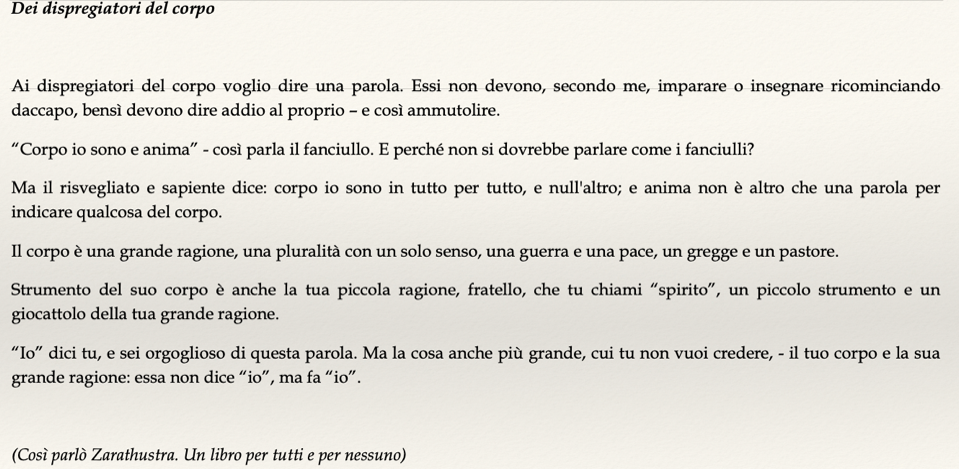 Dei dispregiatori del corpo
Ai dispregiatori del corpo voglio dire una parola. Essi non devono, secondo me, imparare o insegnare ricominciando
daccapo, bensì devono dire addio al proprio – e così ammutolire.
“Corpo io sono e anima” - così parla il fanciullo. E perché non si dovrebbe parlare come i fanciulli?
Ma il risvegliato e sapiente dice: corpo io sono in tutto per tutto, e null'altro; e anima non è altro che una parola per
indicare qualcosa del corpo.
Il corpo è una grande ragione, una pluralità con un solo senso, una guerra e una pace, un gregge e un pastore.
Strumento del suo corpo è anche la tua piccola ragione, fratello, che tu chiami “spirito”, un piccolo strumento e un
giocattolo della tua grande ragione.
“Io” dici tu, e sei orgoglioso di questa parola. Ma la cosa anche più grande, cui tu non vuoi credere, - il tuo corpo e la sua
grande ragione: essa non dice “io”, ma fa “io”.
(Così parlò Zarathustra. Un libro per tutti e per nessuno)